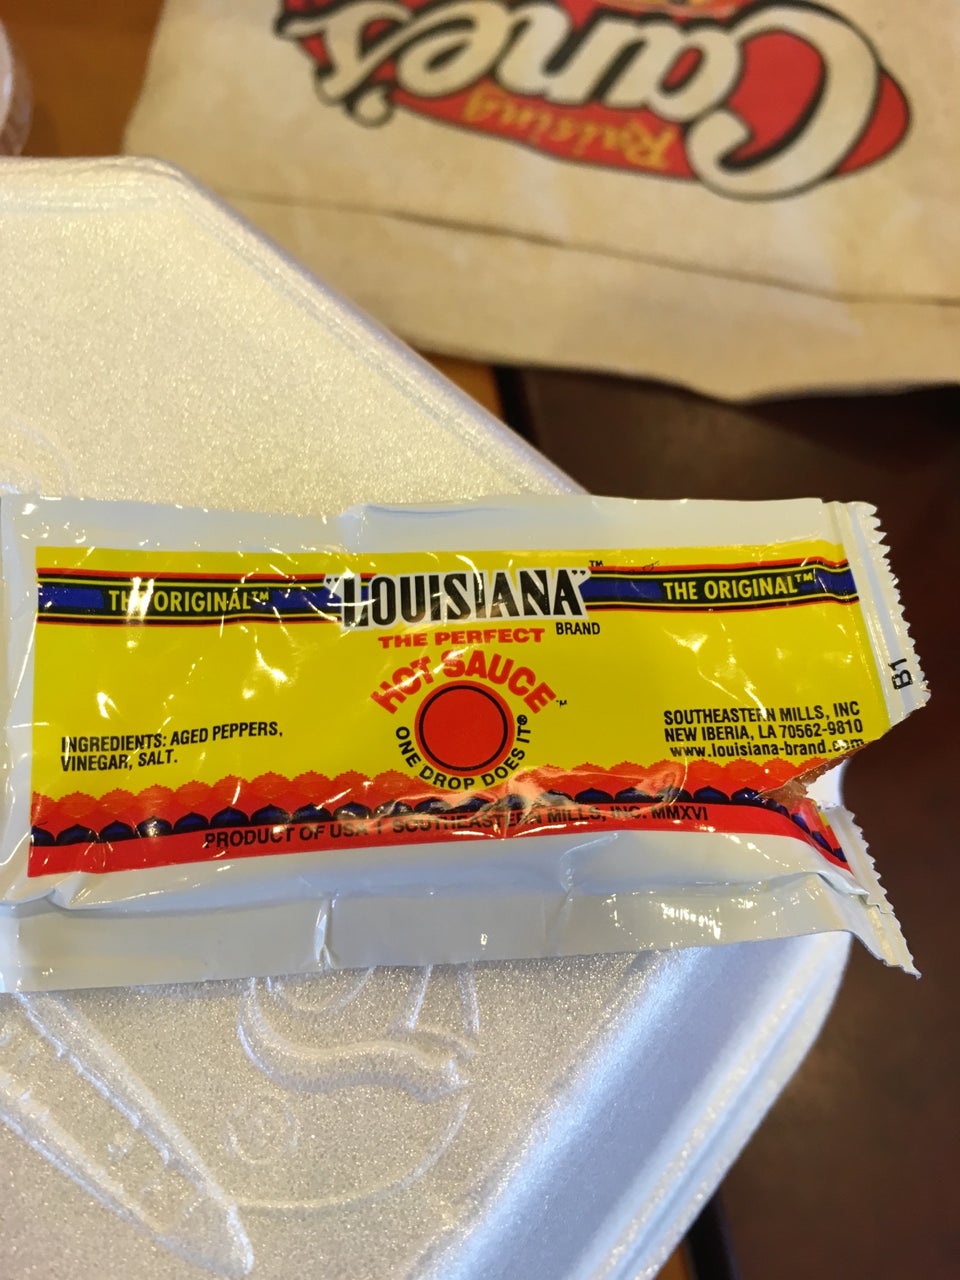 Raising
Cane's
THE ORIGINAL™
"LOUISIANA"™
BRAND
THE ORIGINAL™
THE PERFECT
HOT SAUCE™
ONE DROP DOES IT®
INGREDIENTS: AGED PEPPERS,
VINEGAR, SALT.
SOUTHEASTERN MILLS, INC
NEW IBERIA, LA 70562-9810
www.louisiana-brand.com
B1
PRODUCT OF USA | SOUTHEASTERN MILLS, INC. MMXVI